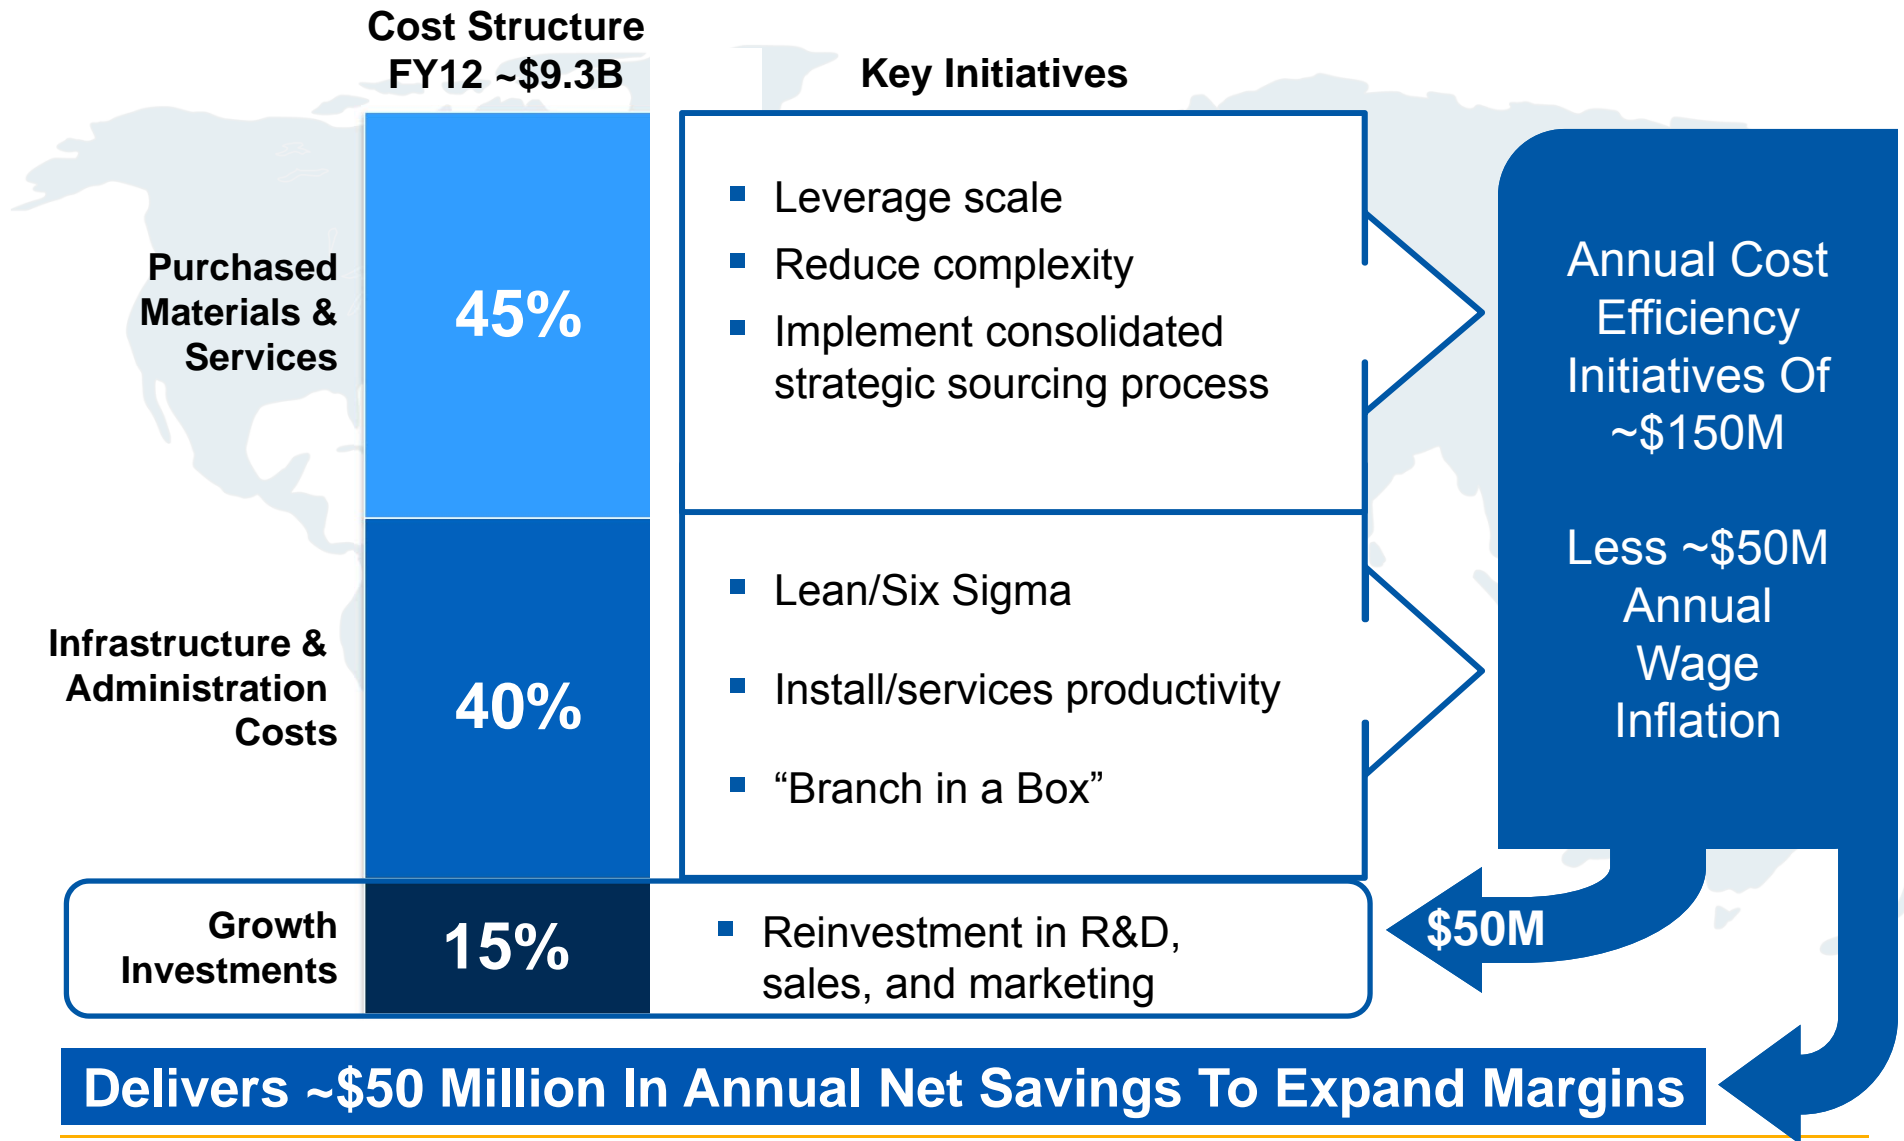 Cost Structure
FY12 ~$9.3B
Key Initiatives
Purchased
Materials &
Services
45%
▪ Leverage scale
▪ Reduce complexity
▪ Implement consolidated
strategic sourcing process
Infrastructure &
Administration
Costs
40%
▪ Lean/Six Sigma
▪ Install/services productivity
▪ “Branch in a Box”
Growth
Investments
15%
▪ Reinvestment in R&D,
sales, and marketing
Annual Cost
Efficiency
Initiatives Of
~$150M
Less ~$50M
Annual
Wage
Inflation
$50M
Delivers ~$50 Million In Annual Net Savings To Expand Margins